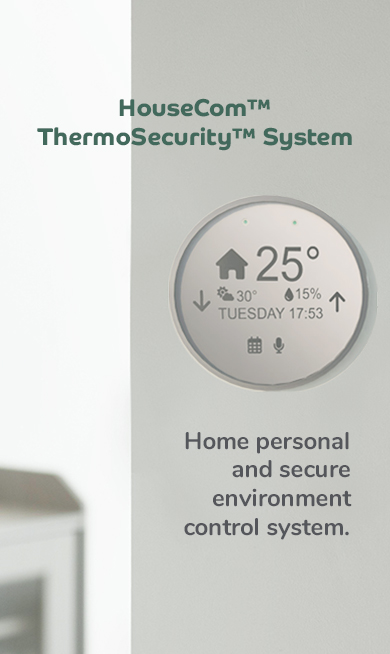 HouseCom™
ThermoSecurity™ System
25°
30° 15%
TUESDAY 17:53
Home personal
and secure
environment
control system.